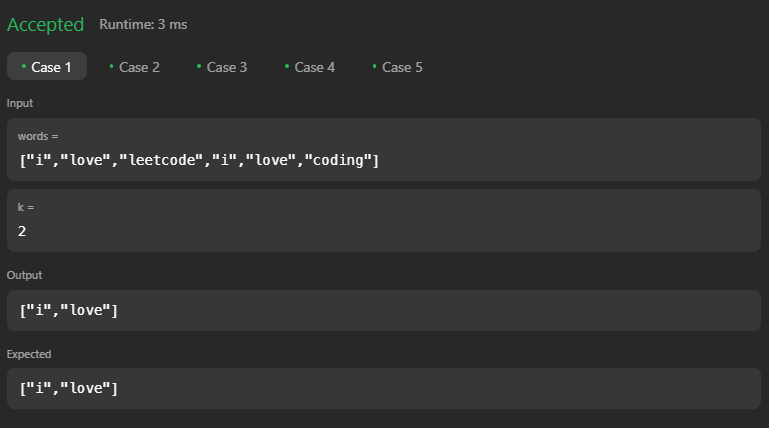 Accepted Runtime: 3 ms
Case 1 Case 2 Case 3 Case 4 Case 5
Input
words =
["i","love","leetcode","i","love","coding"]
k =
2
Output
["i","love"]
Expected
["i","love"]